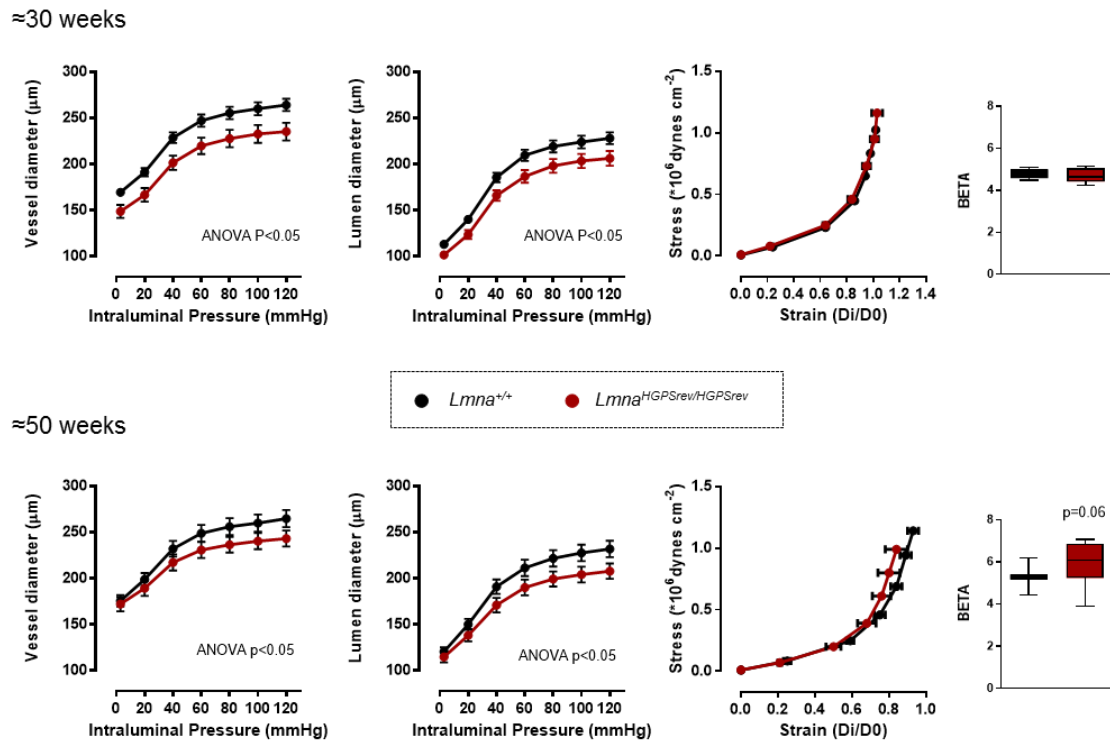 ≈30 weeks
300
250
200
150
100
Vessel diameter (μm)
ANOVA P<0.05
0 20 40 60 80 100 120
Intraluminal Pressure (mmHg)
300
250
200
150
100
Lumen diameter (μm)
ANOVA P<0.05
0 20 40 60 80 100 120
Intraluminal Pressure (mmHg)
1.5
1.0
0.5
0.0
Stress (*10⁶ dynes cm⁻²)
0.0 0.2 0.4 0.6 0.8 1.0 1.2 1.4
Strain (Di/D0)
8
6
4
2
0
BETA
Lmna+/+ LmnaHGPSrev/HGPSrev
≈50 weeks
300
250
200
150
100
Vessel diameter (μm)
ANOVA p<0.05
0 20 40 60 80 100 120
Intraluminal Pressure (mmHg)
300
250
200
150
100
Lumen diameter (μm)
ANOVA p<0.05
0 20 40 60 80 100 120
Intraluminal Pressure (mmHg)
1.5
1.0
0.5
0.0
Stress (*10⁶ dynes cm⁻²)
0.0 0.2 0.4 0.6 0.8 1.0
Strain (Di/D0)
p=0.06
8
6
4
2
0
BETA